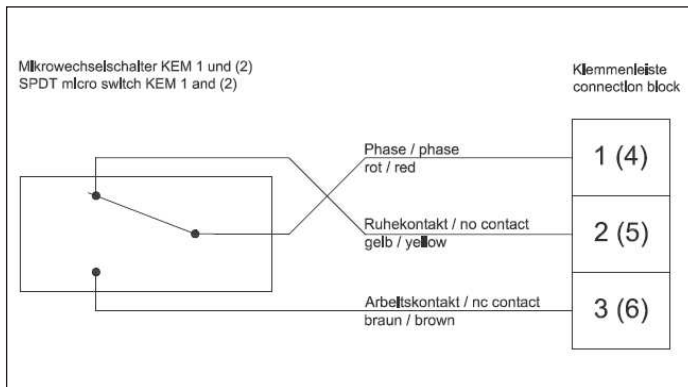 Mikrowechselschalter KEM 1 und (2)
SPDT micro switch KEM 1 and (2)
Klemmenleiste
connection block
Phase / phase
rot / red
1 (4)
Ruhekontakt / no contact
gelb / yellow
2 (5)
Arbeitskontakt / nc contact
braun / brown
3 (6)